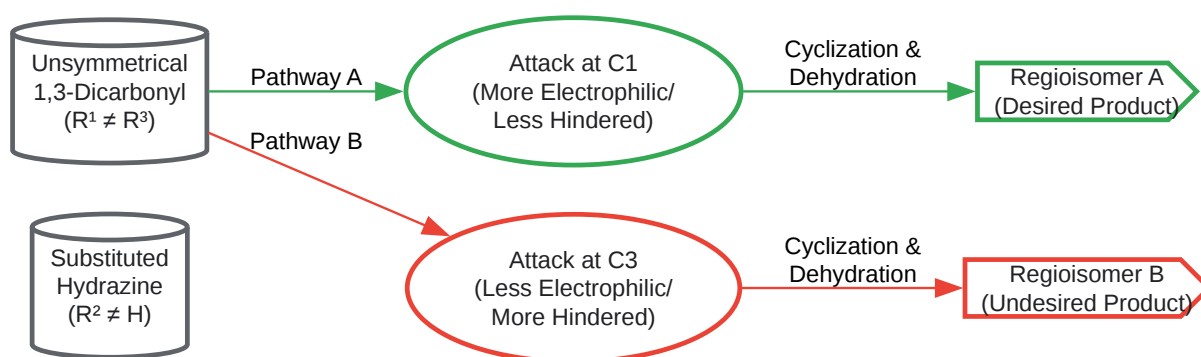 Unsymmetrical
1,3-Dicarbonyl
(R¹ ≠ R³)
Pathway A
Pathway B
Attack at C1
(More Electrophilic/
Less Hindered)
Cyclization &
Dehydration
Regioisomer A
(Desired Product)
Substituted
Hydrazine
(R² ≠ H)
Attack at C3
(Less Electrophilic/
More Hindered)
Cyclization &
Dehydration
Regioisomer B
(Undesired Product)